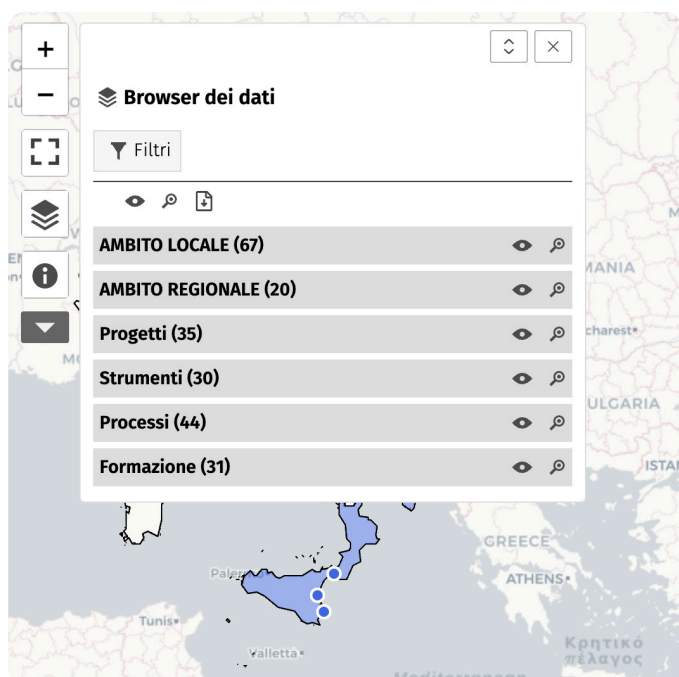 +
−
Browser dei dati
Filtri
AMBITO LOCALE (67)
AMBITO REGIONALE (20)
Progetti (35)
Strumenti (30)
Processi (44)
Formazione (31)
MANIA
charest
ULGARIA
ISTA
GREECE
Palermo
ATHENS
Tunis
Valletta
Κρητικό
πέλαγος